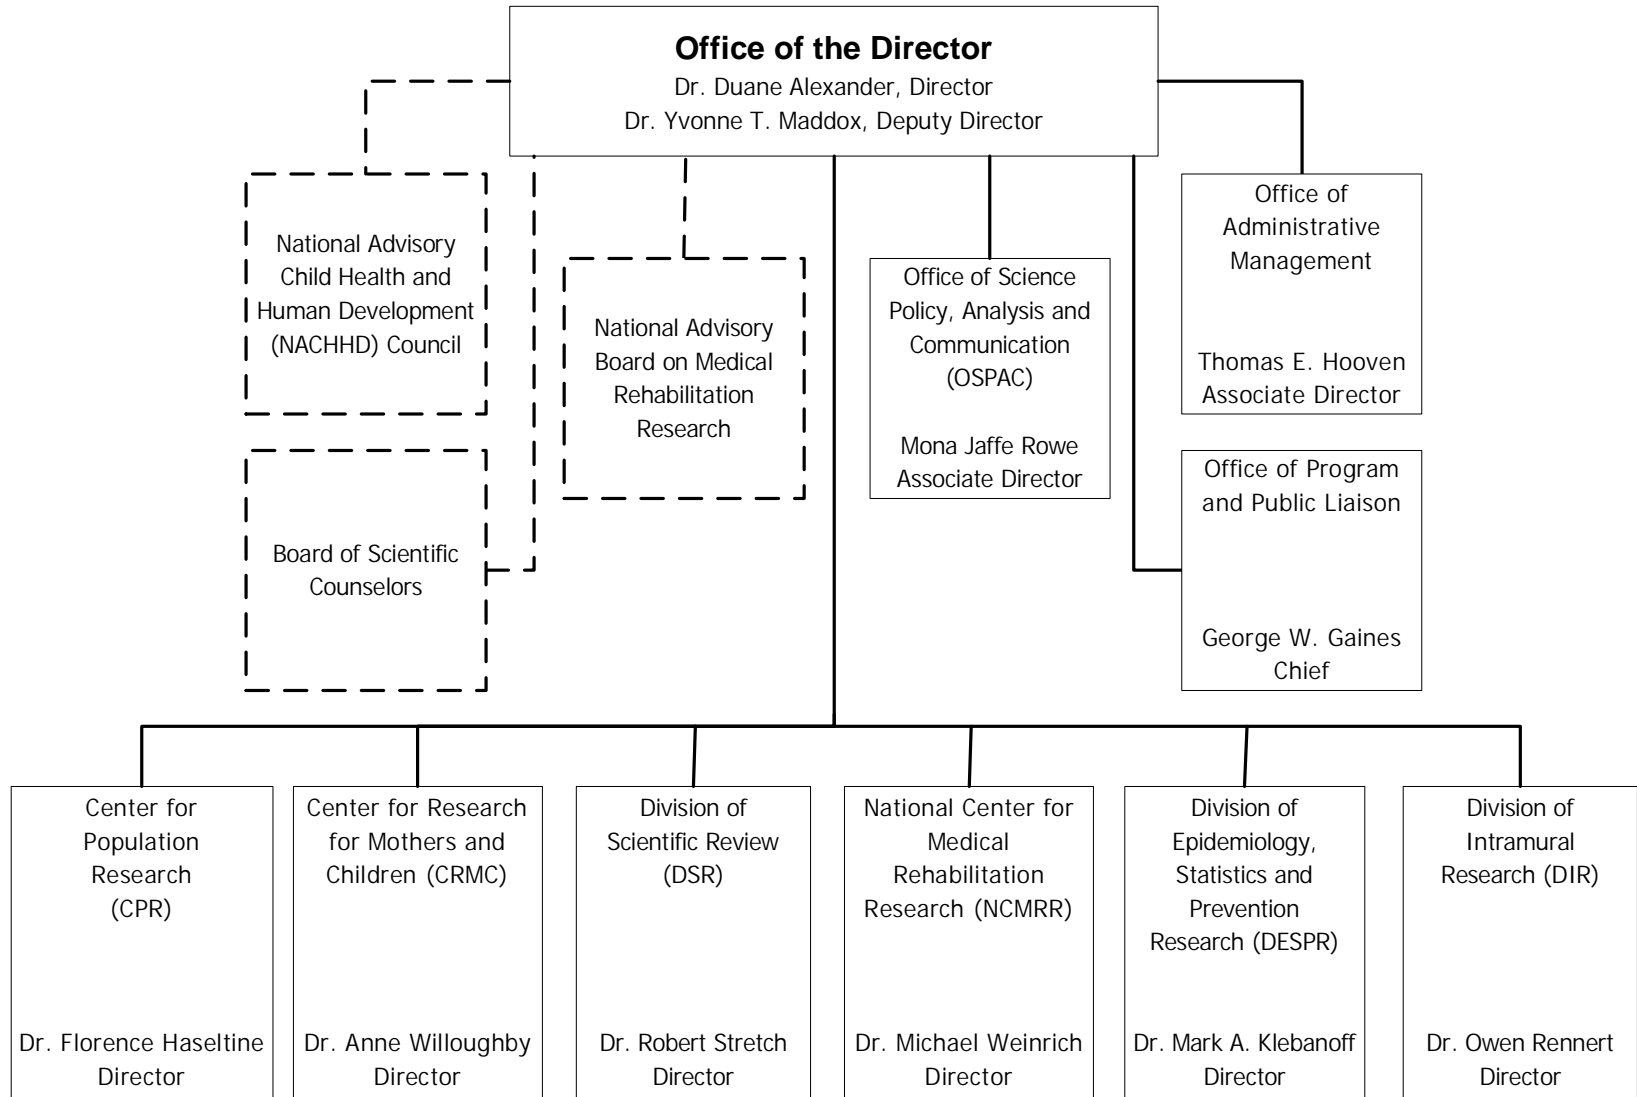 Office of the Director
Dr. Duane Alexander, Director
Dr. Yvonne T. Maddox, Deputy Director
National Advisory
Child Health and
Human Development
(NACHHD) Council
National Advisory
Board on Medical
Rehabilitation
Research
Office of Science
Policy, Analysis and
Communication
(OSPAC)
Mona Jaffe Rowe
Associate Director
Office of
Administrative
Management
Thomas E. Hooven
Associate Director
Board of Scientific
Counselors
Office of Program
and Public Liaison
George W. Gaines
Chief
Center for
Population
Research
(CPR)
Dr. Florence Haseltine
Director
Center for Research
for Mothers and
Children (CRMC)
Dr. Anne Willoughby
Director
Division of
Scientific Review
(DSR)
Dr. Robert Stretch
Director
National Center for
Medical
Rehabilitation
Research (NCMRR)
Dr. Michael Weinrich
Director
Division of
Epidemiology,
Statistics and
Prevention
Research (DESPR)
Dr. Mark A. Klebanoff
Director
Division of
Intramural
Research (DIR)
Dr. Owen Rennert
Director